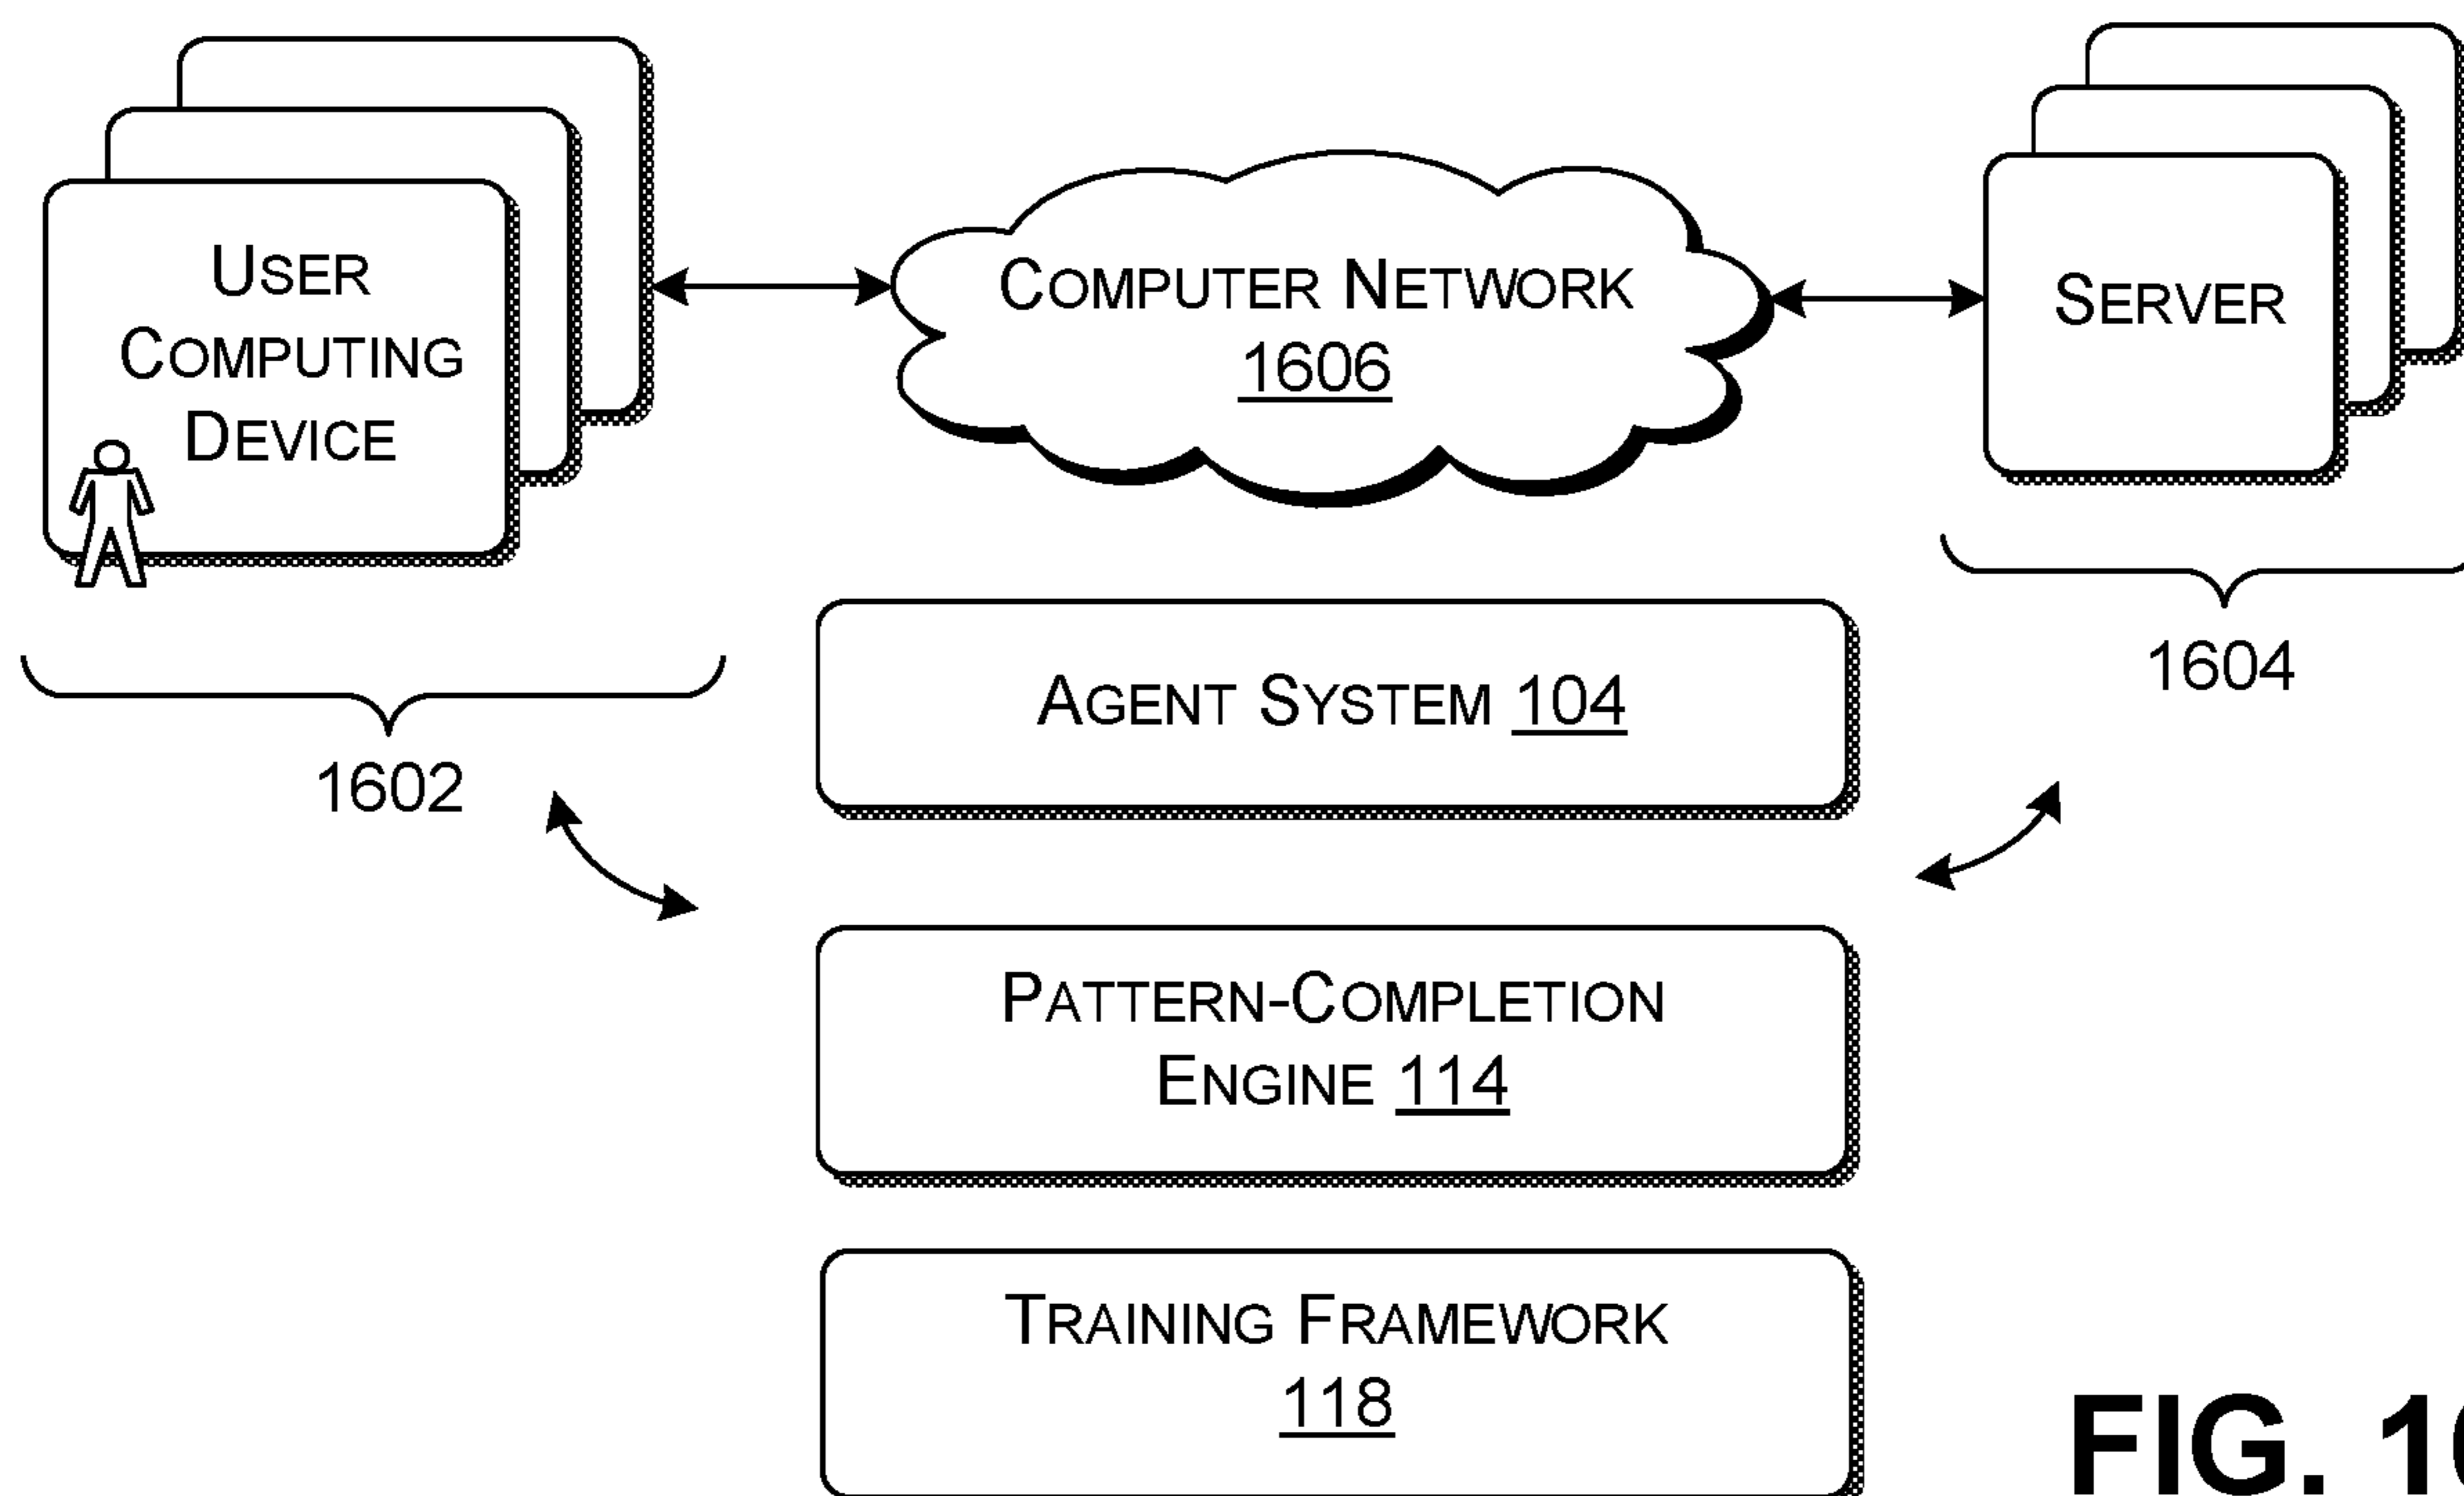 USER
COMPUTING
DEVICE
COMPUTER NETWORK
1606
SERVER
1602
1604
AGENT SYSTEM 104
PATTERN-COMPLETION
ENGINE 114
TRAINING FRAMEWORK
118
FIG.